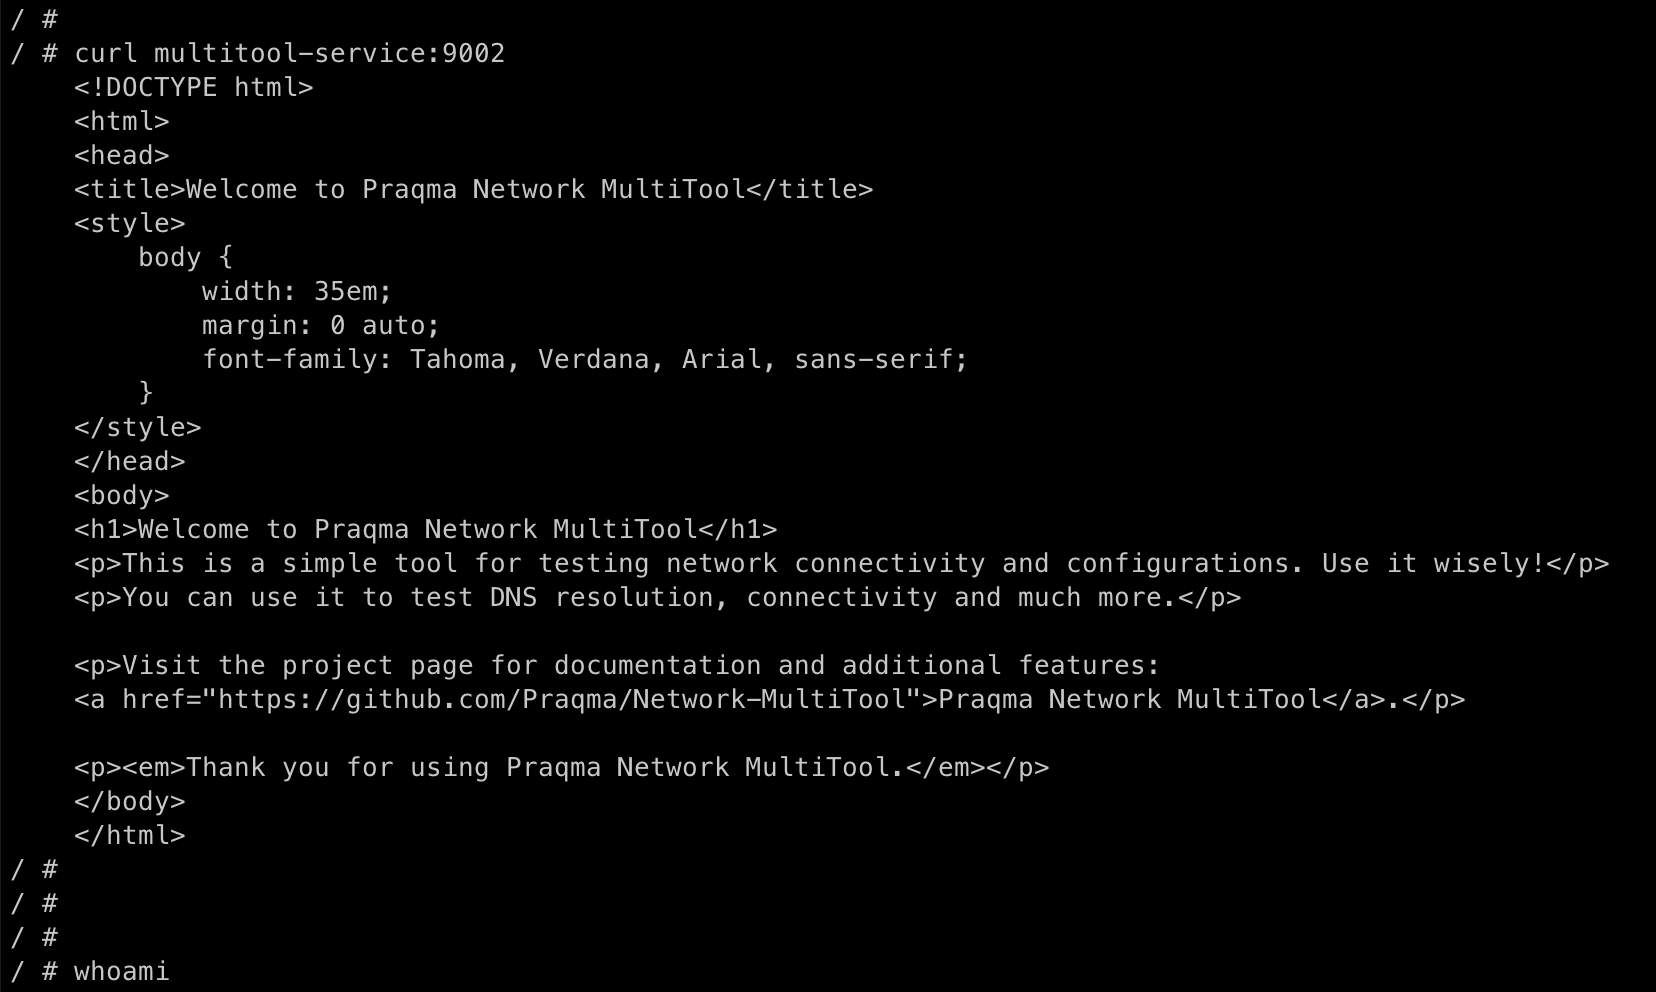 / #
/ # curl multitool-service:9002
    <!DOCTYPE html>
    <html>
    <head>
    <title>Welcome to Praqma Network MultiTool</title>
    <style>
        body {
            width: 35em;
            margin: 0 auto;
            font-family: Tahoma, Verdana, Arial, sans-serif;
        }
    </style>
    </head>
    <body>
    <h1>Welcome to Praqma Network MultiTool</h1>
    <p>This is a simple tool for testing network connectivity and configurations. Use it wisely!</p>
    <p>You can use it to test DNS resolution, connectivity and much more.</p>

    <p>Visit the project page for documentation and additional features:
    <a href="https://github.com/Praqma/Network-MultiTool">Praqma Network MultiTool</a>.</p>

    <p><em>Thank you for using Praqma Network MultiTool.</em></p>
    </body>
    </html>
/ #
/ #
/ #
/ # whoami